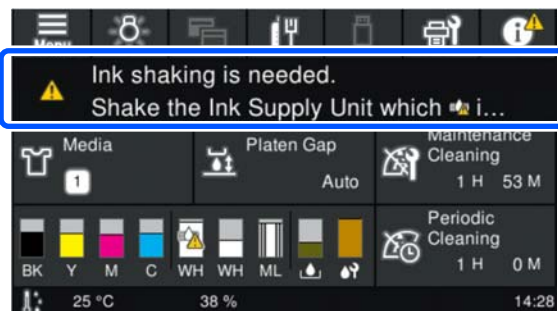 Menu
Ink shaking is needed.
Shake the Ink Supply Unit which i...
Media
1
Platen Gap
Auto
Maintenance
Cleaning
1 H 53 M
BK Y M C WH WH ML
Periodic
Cleaning
1 H 0 M
25 °C 38 % 14:28